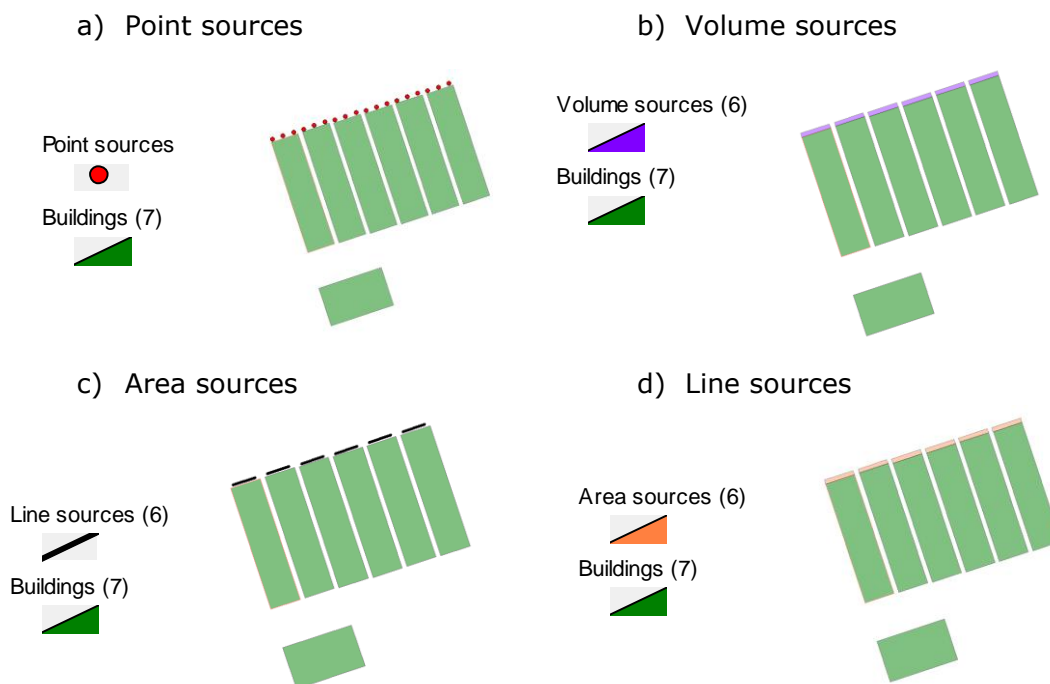 a) Point sources
Point sources
Buildings (7)
b) Volume sources
Volume sources (6)
Buildings (7)
c) Area sources
Line sources (6)
Buildings (7)
d) Line sources
Area sources (6)
Buildings (7)